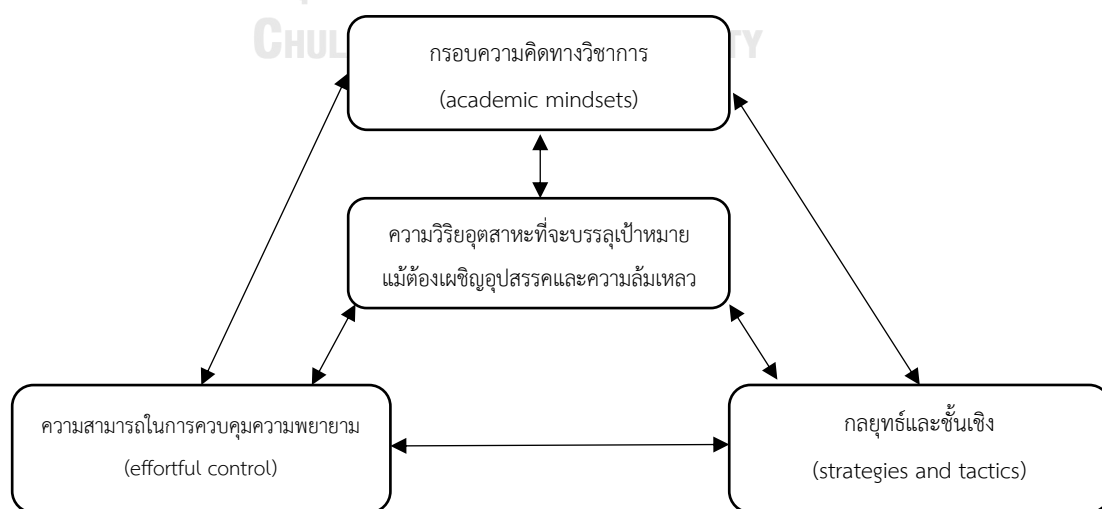 CHUL
TY
กรอบความคิดทางวิชาการ
(academic mindsets)
ความวิริยอุตสาหะที่จะบรรลุเป้าหมาย
แม้ต้องเผชิญอุปสรรคและความล้มเหลว
ความสามารถในการควบคุมความพยายาม
(effortful control)
กลยุทธ์และชั้นเชิง
(strategies and tactics)